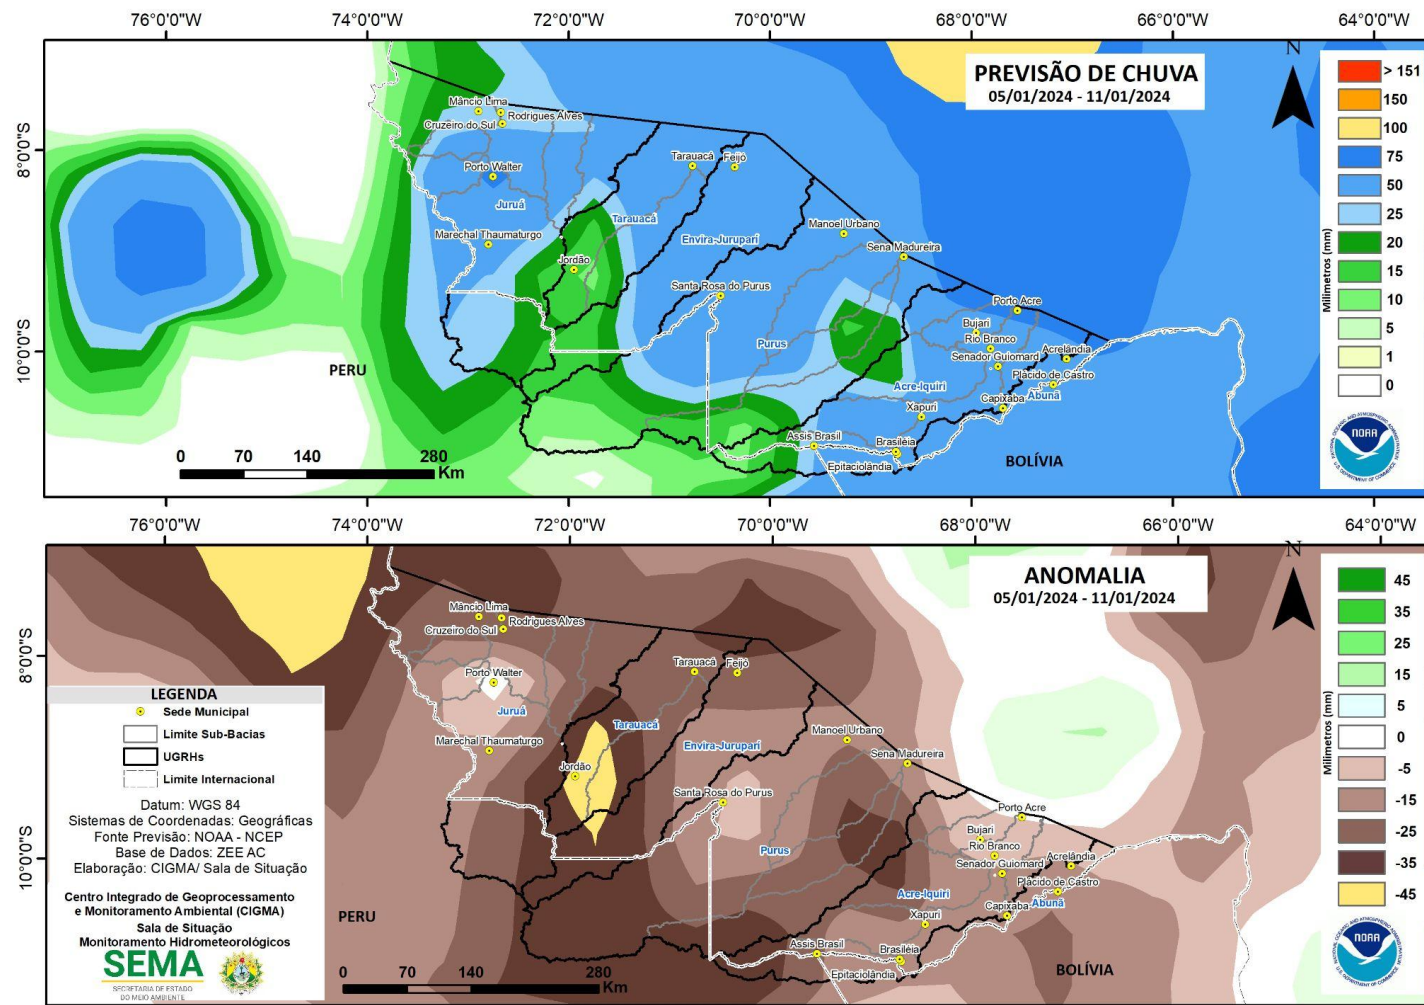 76°0'0"W 74°0'0"W 72°0'0"W 70°0'0"W 68°0'0"W 66°0'0"W 64°0'0"W
N
PREVISÃO DE CHUVA
05/01/2024 - 11/01/2024
> 151
150
100
75
50
25
20
15
10
5
1
0
Milímetros (mm)
8°0'0"S
10°0'0"S
Mâncio Lima
Rodrigues Alves
Cruzeiro do Sul
Porto Walter
Tarauacá
Feijó
Juruá
Tarauacá
Marechal Thaumaturgo
Envira-Jurupari
Manoel Urbano
Sena Madureira
Jordão
Santa Rosa do Purus
Porto Acre
Bujari
Rio Branco
Purus
Senador Guiomard
Acrelândia
PERU
Plácido de Castro
Acre-Iquiri
Abunã
Capixaba
Xapuri
Assis Brasil
Brasiléia
Epitaciolândia
BOLÍVIA
0 70 140 280
Km
NOAA
76°0'0"W 74°0'0"W 72°0'0"W 70°0'0"W 68°0'0"W 66°0'0"W 64°0'0"W
N
ANOMALIA
05/01/2024 - 11/01/2024
45
35
25
15
5
0
-5
-15
-25
-35
-45
Milímetros (mm)
8°0'0"S
10°0'0"S
Mâncio Lima
Rodrigues Alves
Cruzeiro do Sul
Porto Walter
Tarauacá
Feijó
Juruá
Tarauacá
Marechal Thaumaturgo
Envira-Jurupari
Manoel Urbano
Sena Madureira
Jordão
Santa Rosa do Purus
Porto Acre
Bujari
Rio Branco
Purus
Senador Guiomard
Acrelândia
Plácido de Castro
Acre-Iquiri
Abunã
Capixaba
Xapuri
PERU
Assis Brasil
Brasiléia
Epitaciolândia
BOLÍVIA
0 70 140 280
Km
NOAA
LEGENDA
Sede Municipal
Limite Sub-Bacias
UGRHs
Limite Internacional
Datum: WGS 84
Sistemas de Coordenadas: Geográficas
Fonte Previsão: NOAA - NCEP
Base de Dados: ZEE AC
Elaboração: CIGMA/ Sala de Situação
Centro Integrado de Geoprocessamento
e Monitoramento Ambiental (CIGMA)
Sala de Situação
Monitoramento Hidrometeorológicos
SEMA
SECRETARIA DE ESTADO
DO MEIO AMBIENTE